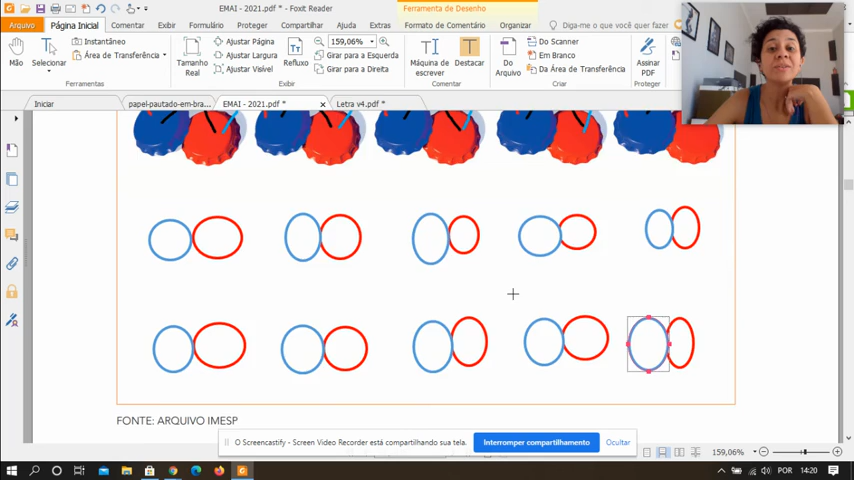 EMAI - 2021.pdf * - Foxit Reader
Ferramenta de Desenho
Arquivo
Página Inicial
Comentar
Exibir
Formulário
Proteger
Compartilhar
Ajuda
Extras
Formato de Comentário
Organizar
Diga-me o que você quer fazer
Mão
Selecionar
Instantâneo
Área de Transferência
Ferramentas
Tamanho Real
Ajustar Página
Ajustar Largura
Ajustar Visível
Refluxo
159,06%
Girar para a Esquerda
Girar para a Direita
Exibir
Máquina de escrever
Destacar
Comentário
Do Arquivo
Do Scanner
Em Branco
Da Área de Transferência
Criar
Assinar PDF
Proteger
Iniciar
papel-pautado-em-bra...
EMAI - 2021.pdf *
Letra v4.pdf *
FONTE: ARQUIVO IMESP
O Screencastify - Screen Video Recorder está compartilhando sua tela.
Interromper compartilhamento
Ocultar
159,06%
POR
14:20